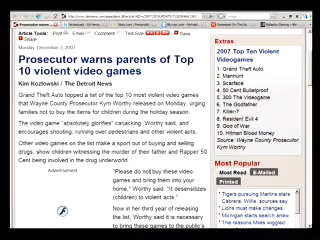 Prosecutor warns ...
Article Tools: Print Email Comment Save
Share
Monday, December 3, 2007
Prosecutor warns parents of Top
10 violent video games
Kim Kozlowski / The Detroit News
Grand Theft Auto topped a list of the top 10 most violent video games
that Wayne County Prosecutor Kym Worthy released on Monday, urging
families not to buy the items for children during the holiday season.
The video game "absolutely glorifies" carjacking, Worthy said, and
encourages shooting, running over pedestrians and other violent acts.
Other video games on the list make a sport out of buying and selling
drugs, show children witnessing the murder of their father and Rapper 50
Cent being involved in the drug underworld
Advertisement
"Please do not buy these video
games and bring them into your
home," Worthy said. "It desensitizes
(children) to violent acts."
Now in her third year of releasing
the list, Worthy said it is necessary
to bring these games to the public's
Extras
2007 Top Ten Violent
Videogames
1. Grand Theft Auto
2. Manhunt
3. Scarface
4. 50 Cent Bulletproof
5. 300 The Videogame
6. The Godfather
7. Killer-7
8. Resident Evil 4
9. God of War
10. Hitman Blood Money
Source: Wayne County Prosecutor
Kym Worthy
Most Popular
Most Read E-Mailed
Printed
Tigers pursuing Marlins stars
Cabrera, Willis, sources say
Lions must make changes
Michigan starts search anew
The reasons Miles waggled